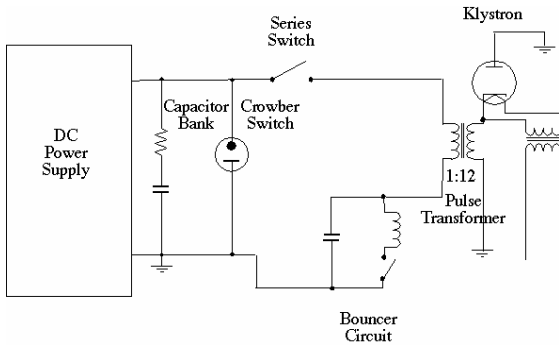 Klystron
Series
Switch
Capacitor
Bank
Crowber
Switch
DC
Power
Supply
1:12
Pulse
Transformer
Bouncer
Circuit